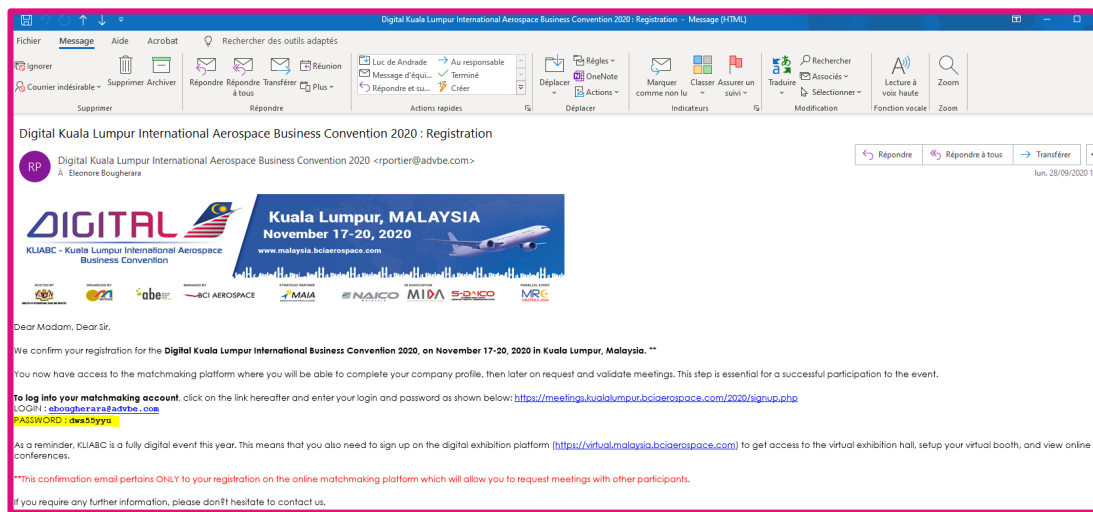 Digital Kuala Lumpur International Aerospace Business Convention 2020 : Registration - Message (HTML)
Fichier Message Aide Acrobat Rechercher des outils adaptés
Ignorer
Courrier indésirable
Supprimer Archiver
Répondre Répondre à tous Transférer
Réunion
Plus
Luc de Andrade
Message d'équi...
Répondre et su...
Au responsable
Terminé
Créer
Déplacer
Règles
OneNote
Actions
Marquer comme non lu
Classer
Assurer un suivi
Traduire
Rechercher
Associés
Sélectionner
Lecture à voix haute
Zoom
Supprimer Répondre Actions rapides Déplacer Indicateurs Modification Fonction vocale Zoom
Digital Kuala Lumpur International Aerospace Business Convention 2020 : Registration
RP
Digital Kuala Lumpur International Aerospace Business Convention 2020 <rportier@advbe.com>
À Eleonore Bougherara
Répondre Répondre à tous Transférer
lun. 28/09/2020 1
DIGITAL
KLIABC - Kuala Lumpur International Aerospace
Business Convention
Kuala Lumpur, MALAYSIA
November 17-20, 2020
www.malaysia.bciaerospace.com
HOSTED BY ORGANIZED BY MANAGED BY STRATEGIC PARTNER IN ASSOCIATION PARALLEL EVENT
abe BCI AEROSPACE MAIA NAICO MIDA S-DAICO MRO
Dear Madam, Dear Sir,
We confirm your registration for the Digital Kuala Lumpur International Business Convention 2020, on November 17-20, 2020 in Kuala Lumpur, Malaysia. **
You now have access to the matchmaking platform where you will be able to complete your company profile, then later on request and validate meetings. This step is essential for a successful participation to the event.
To log into your matchmaking account, click on the link hereafter and enter your login and password as shown below: https://meetings.kualalumpur.bciaerospace.com/2020/signup.php
LOGIN : ebougherara@advbe.com
PASSWORD : dws55yyu
As a reminder, KLIABC is a fully digital event this year. This means that you also need to sign up on the digital exhibition platform (https://virtual.malaysia.bciaerospace.com) to get access to the virtual exhibition hall, setup your virtual booth, and view online
conferences.
**This confirmation email pertains ONLY to your registration on the online matchmaking platform which will allow you to request meetings with other participants.
If you require any further information, please don?t hesitate to contact us.